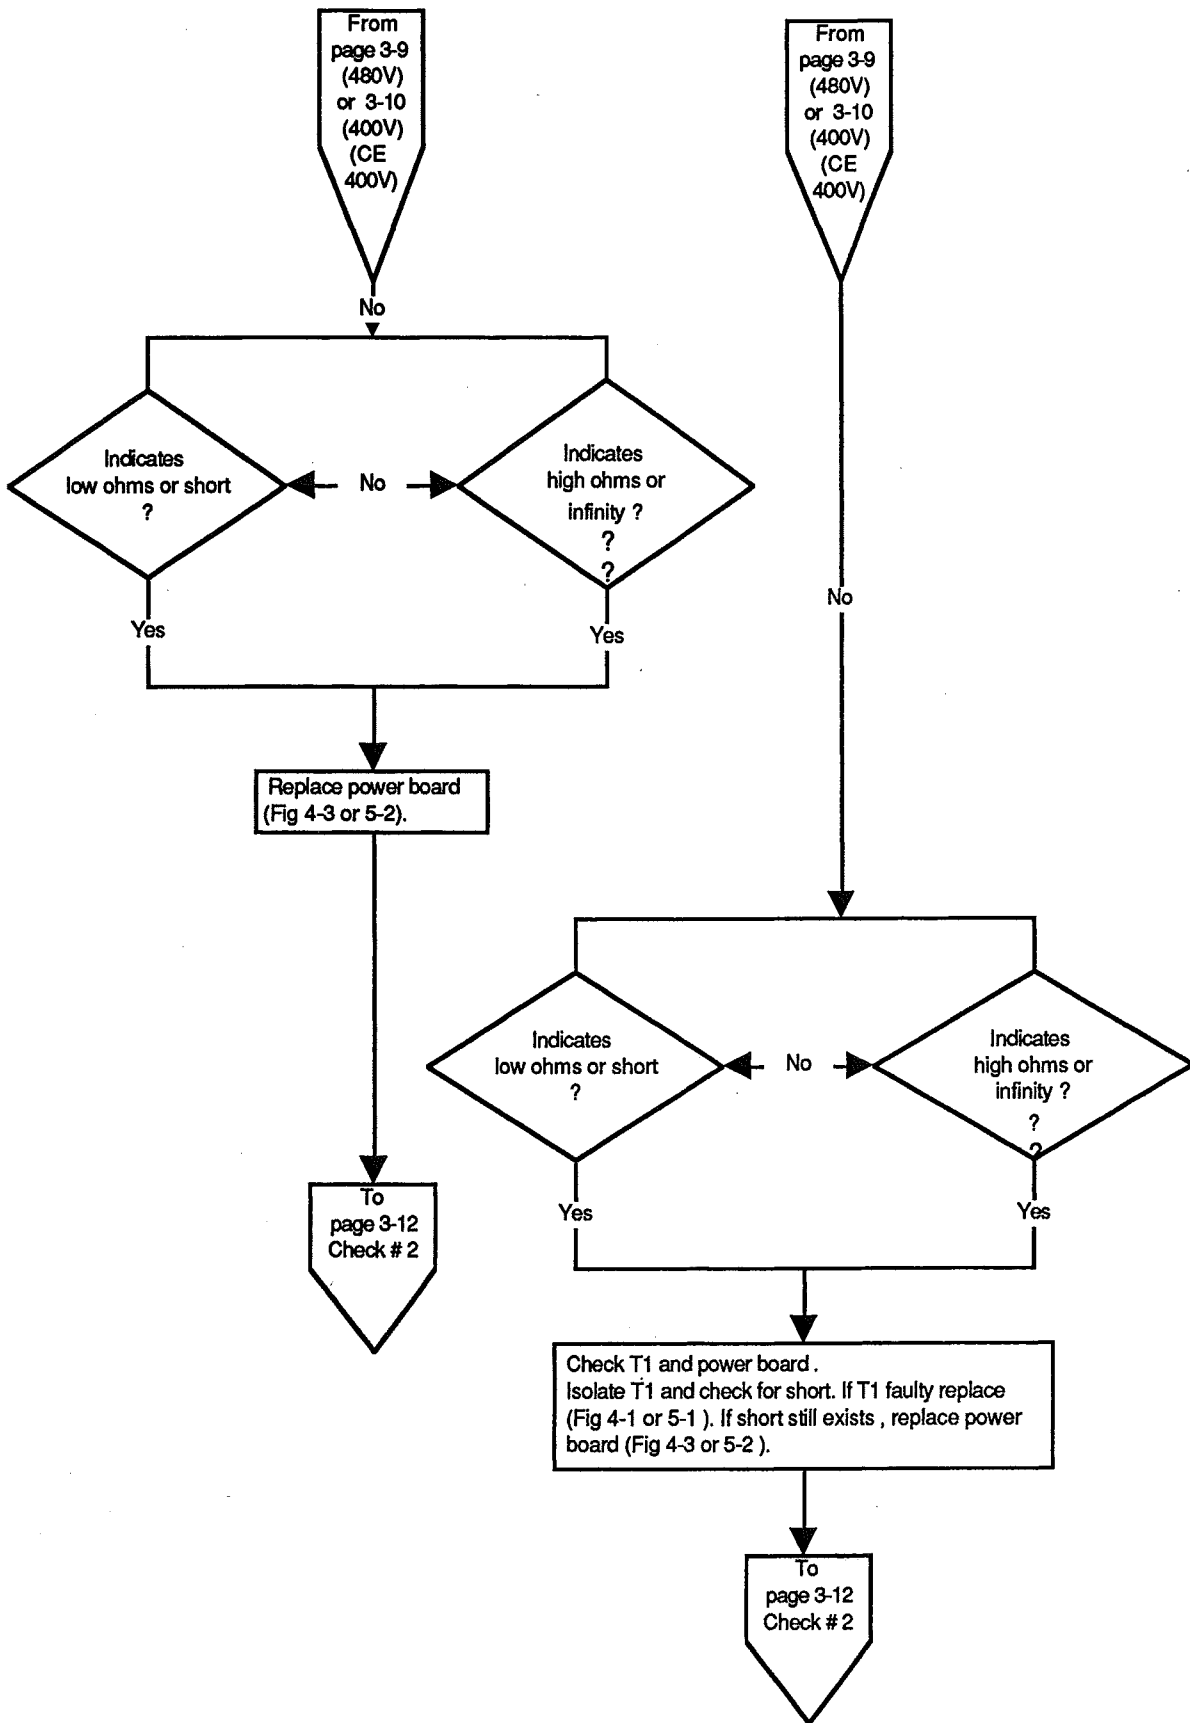 From
page 3-9
(480V)
or 3-10
(400V)
(CE
400V)
No
Indicates
low ohms or short
?
No
Indicates
high ohms or
infinity ?
?
?
Yes
Yes
Replace power board
(Fig 4-3 or 5-2).
To
page 3-12
Check # 2
From
page 3-9
(480V)
or 3-10
(400V)
(CE
400V)
No
Indicates
low ohms or short
?
No
Indicates
high ohms or
infinity ?
?
?
Yes
Yes
Check T1 and power board .
Isolate T1 and check for short. If T1 faulty replace
(Fig 4-1 or 5-1 ). If short still exists , replace power
board (Fig 4-3 or 5-2 ).
To
page 3-12
Check # 2